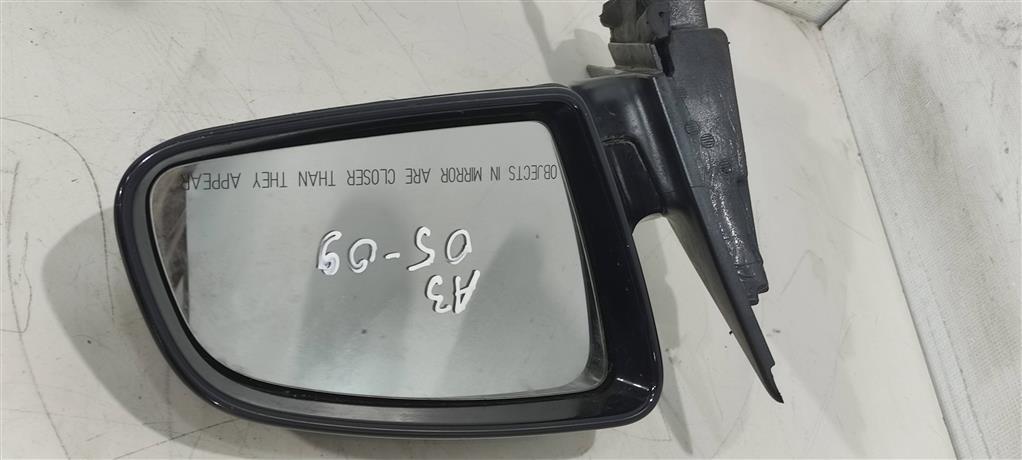 OBJECTS IN MIRROR ARE CLOSER THAN THEY APPEAR
A3
05-09